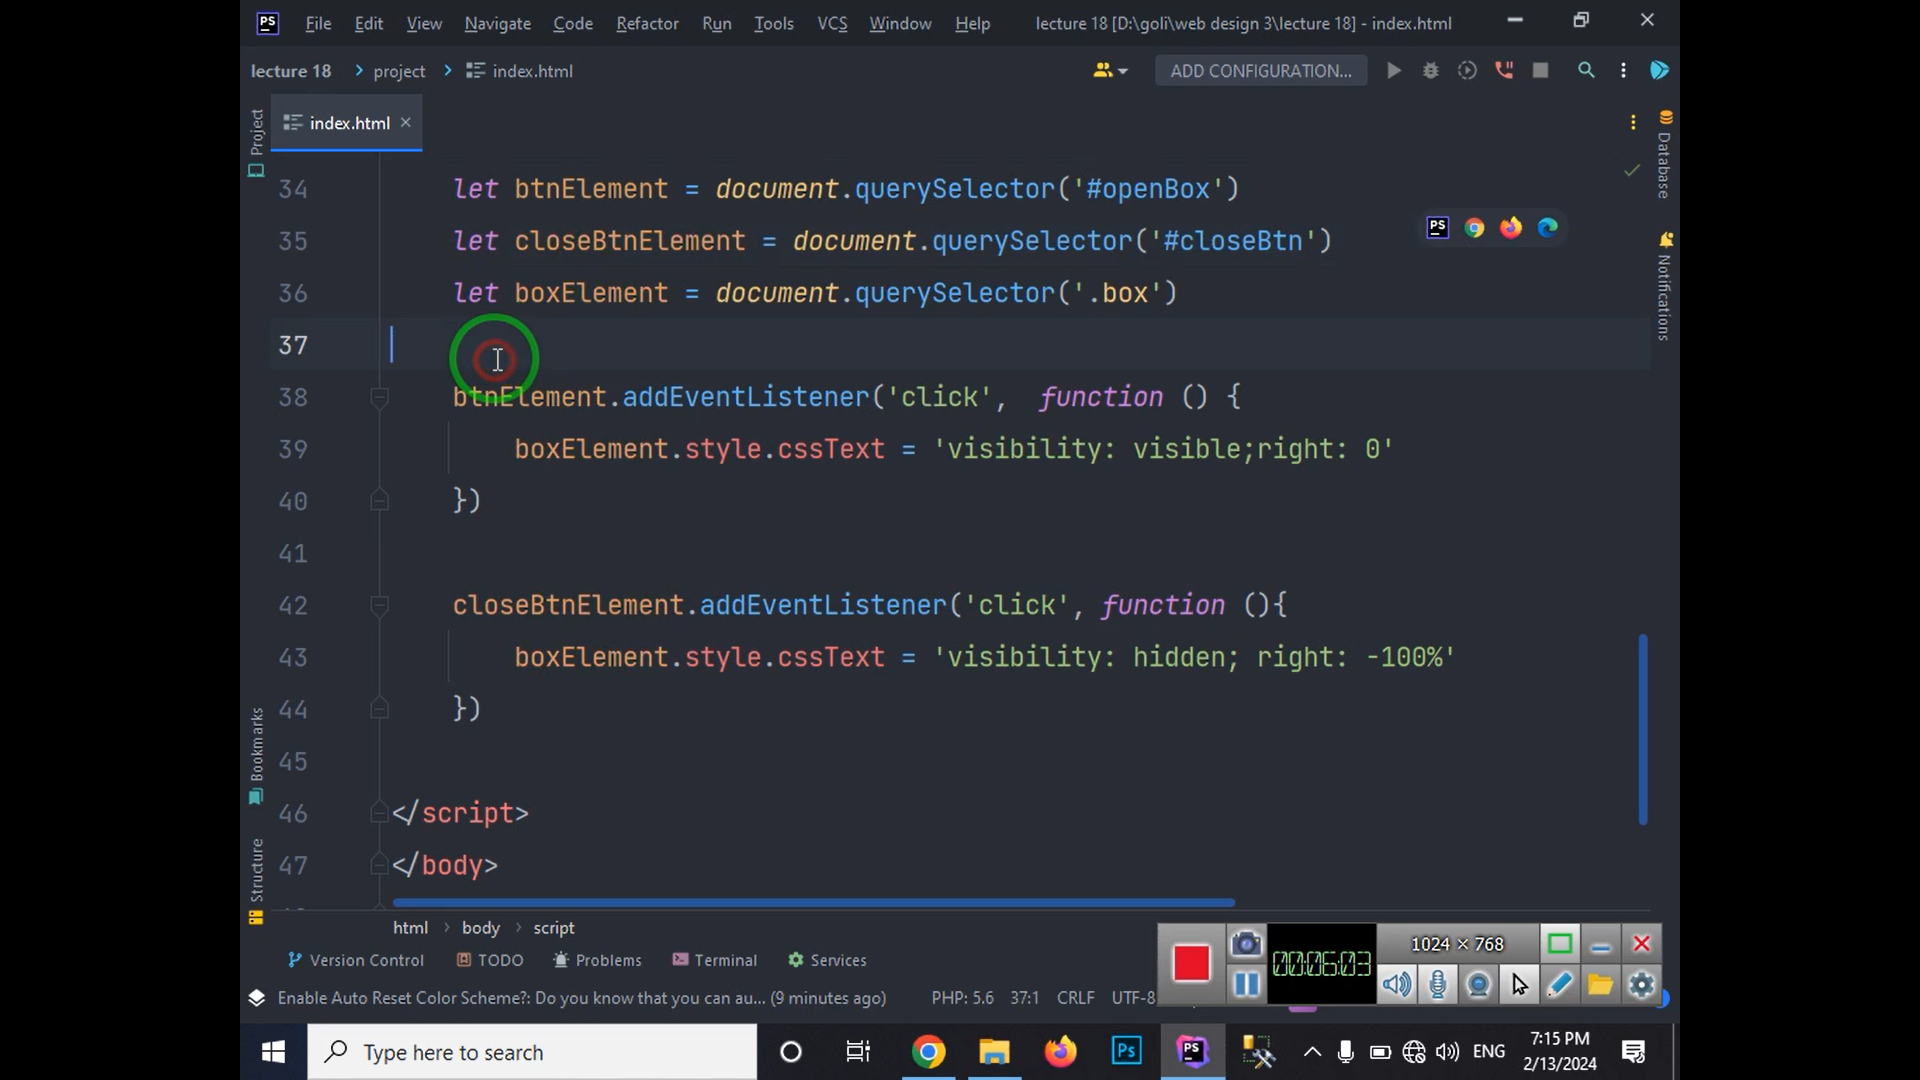 PS File Edit View Navigate Code Refactor Run Tools VCS Window Help lecture 18 [D:\goli\web design 3\lecture 18] - index.html
lecture 18 project index.html ADD CONFIGURATION...
Project
index.html
Database
Notifications
34 let btnElement = document.querySelector('#openBox')
35 let closeBtnElement = document.querySelector('#closeBtn')
PS
36 let boxElement = document.querySelector('.box')
37
38 btnElement.addEventListener('click',  function () {
39 boxElement.style.cssText = 'visibility: visible;right: 0'
40 })
41
42 closeBtnElement.addEventListener('click', function (){
43 boxElement.style.cssText = 'visibility: hidden; right: -100%'
44 })
45
46 </script>
47 </body>
Bookmarks
Structure
html body script
1024 × 768
00:06:03
Version Control TODO Problems Terminal Services
Enable Auto Reset Color Scheme?: Do you know that you can au... (9 minutes ago) PHP: 5.6 37:1 CRLF UTF-8
Type here to search
Ps
PS
ENG
7:15 PM
2/13/2024